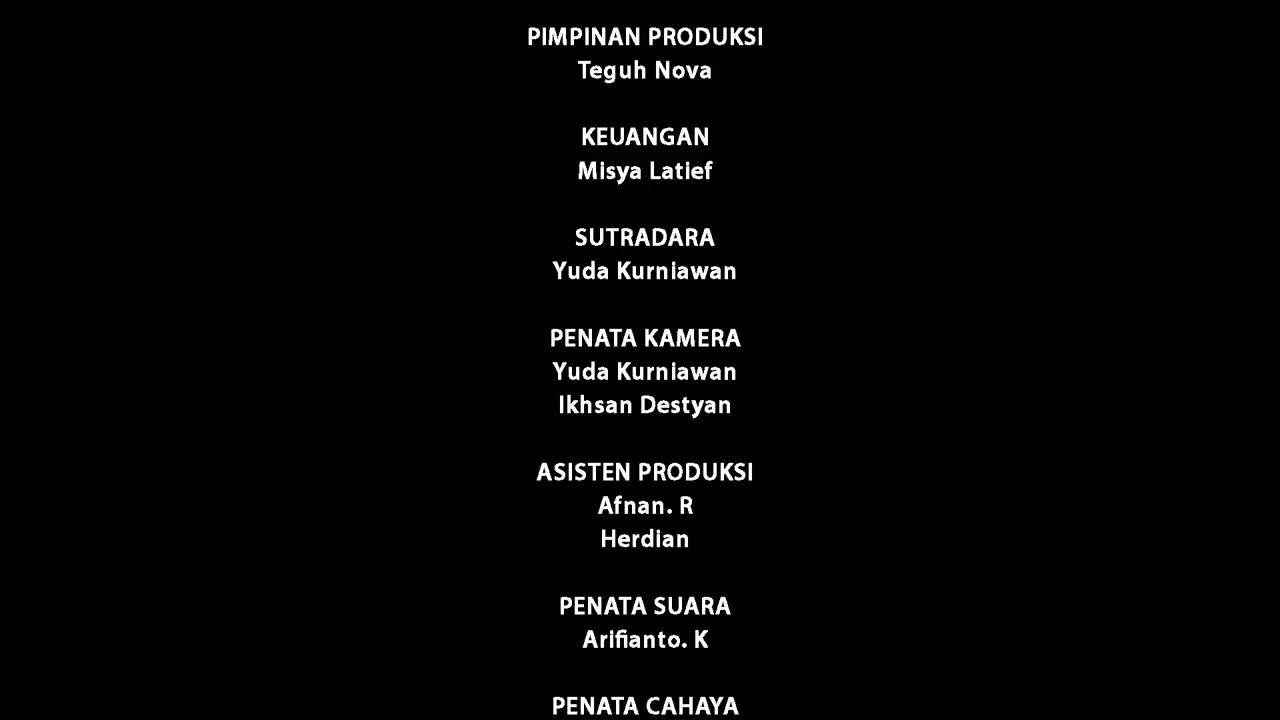 PIMPINAN PRODUKSI
Teguh Nova
KEUANGAN
Misya Latief
SUTRADARA
Yuda Kurniawan
PENATA KAMERA
Yuda Kurniawan
Ikhsan Destyan
ASISTEN PRODUKSI
Afnan. R
Herdian
PENATA SUARA
Arifianto. K
PENATA CAHAYA